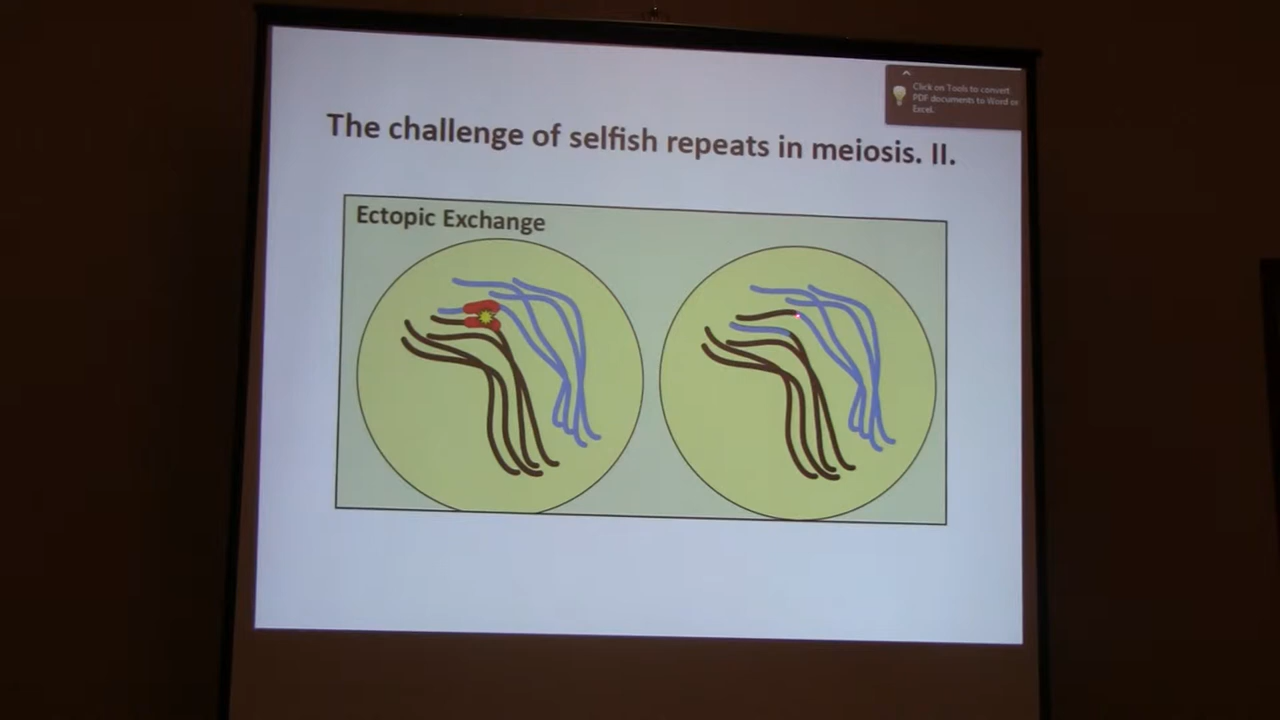 Click on Tools to convert
PDF documents to Word or
Excel.
The challenge of selfish repeats in meiosis. II.
Ectopic Exchange